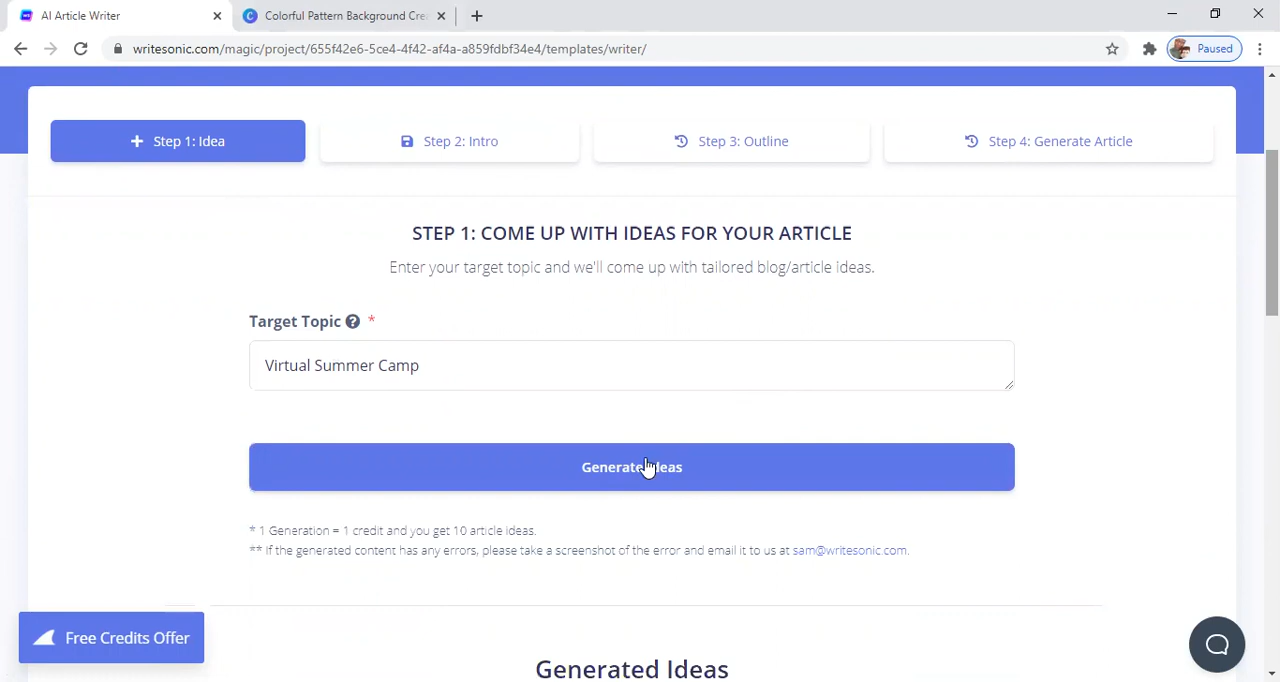 AI Article Writer
Colorful Pattern Background Cre
writesonic.com/magic/project/655f42e6-5ce4-4f42-af4a-a859fdbf34e4/templates/writer/
Paused
Step 1: Idea
Step 2: Intro
Step 3: Outline
Step 4: Generate Article
STEP 1: COME UP WITH IDEAS FOR YOUR ARTICLE
Enter your target topic and we'll come up with tailored blog/article ideas.
Target Topic ? *
Virtual Summer Camp
Generate Ideas
* 1 Generation = 1 credit and you get 10 article ideas.
** If the generated content has any errors, please take a screenshot of the error and email it to us at sam@writesonic.com.
Free Credits Offer
Generated Ideas